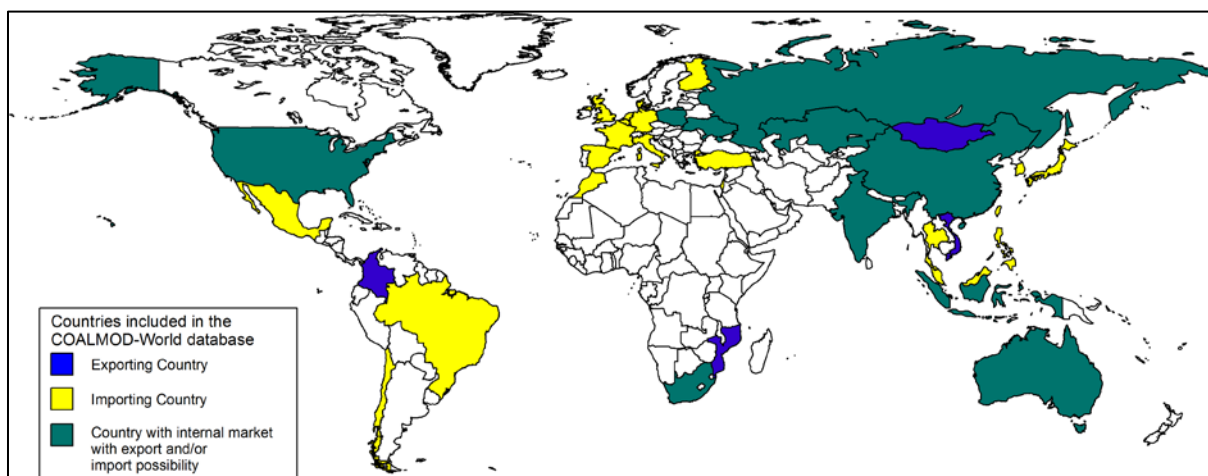 Countries included in the
COALMOD-World database
Exporting Country
Importing Country
Country with internal market
with export and/or
import possibility